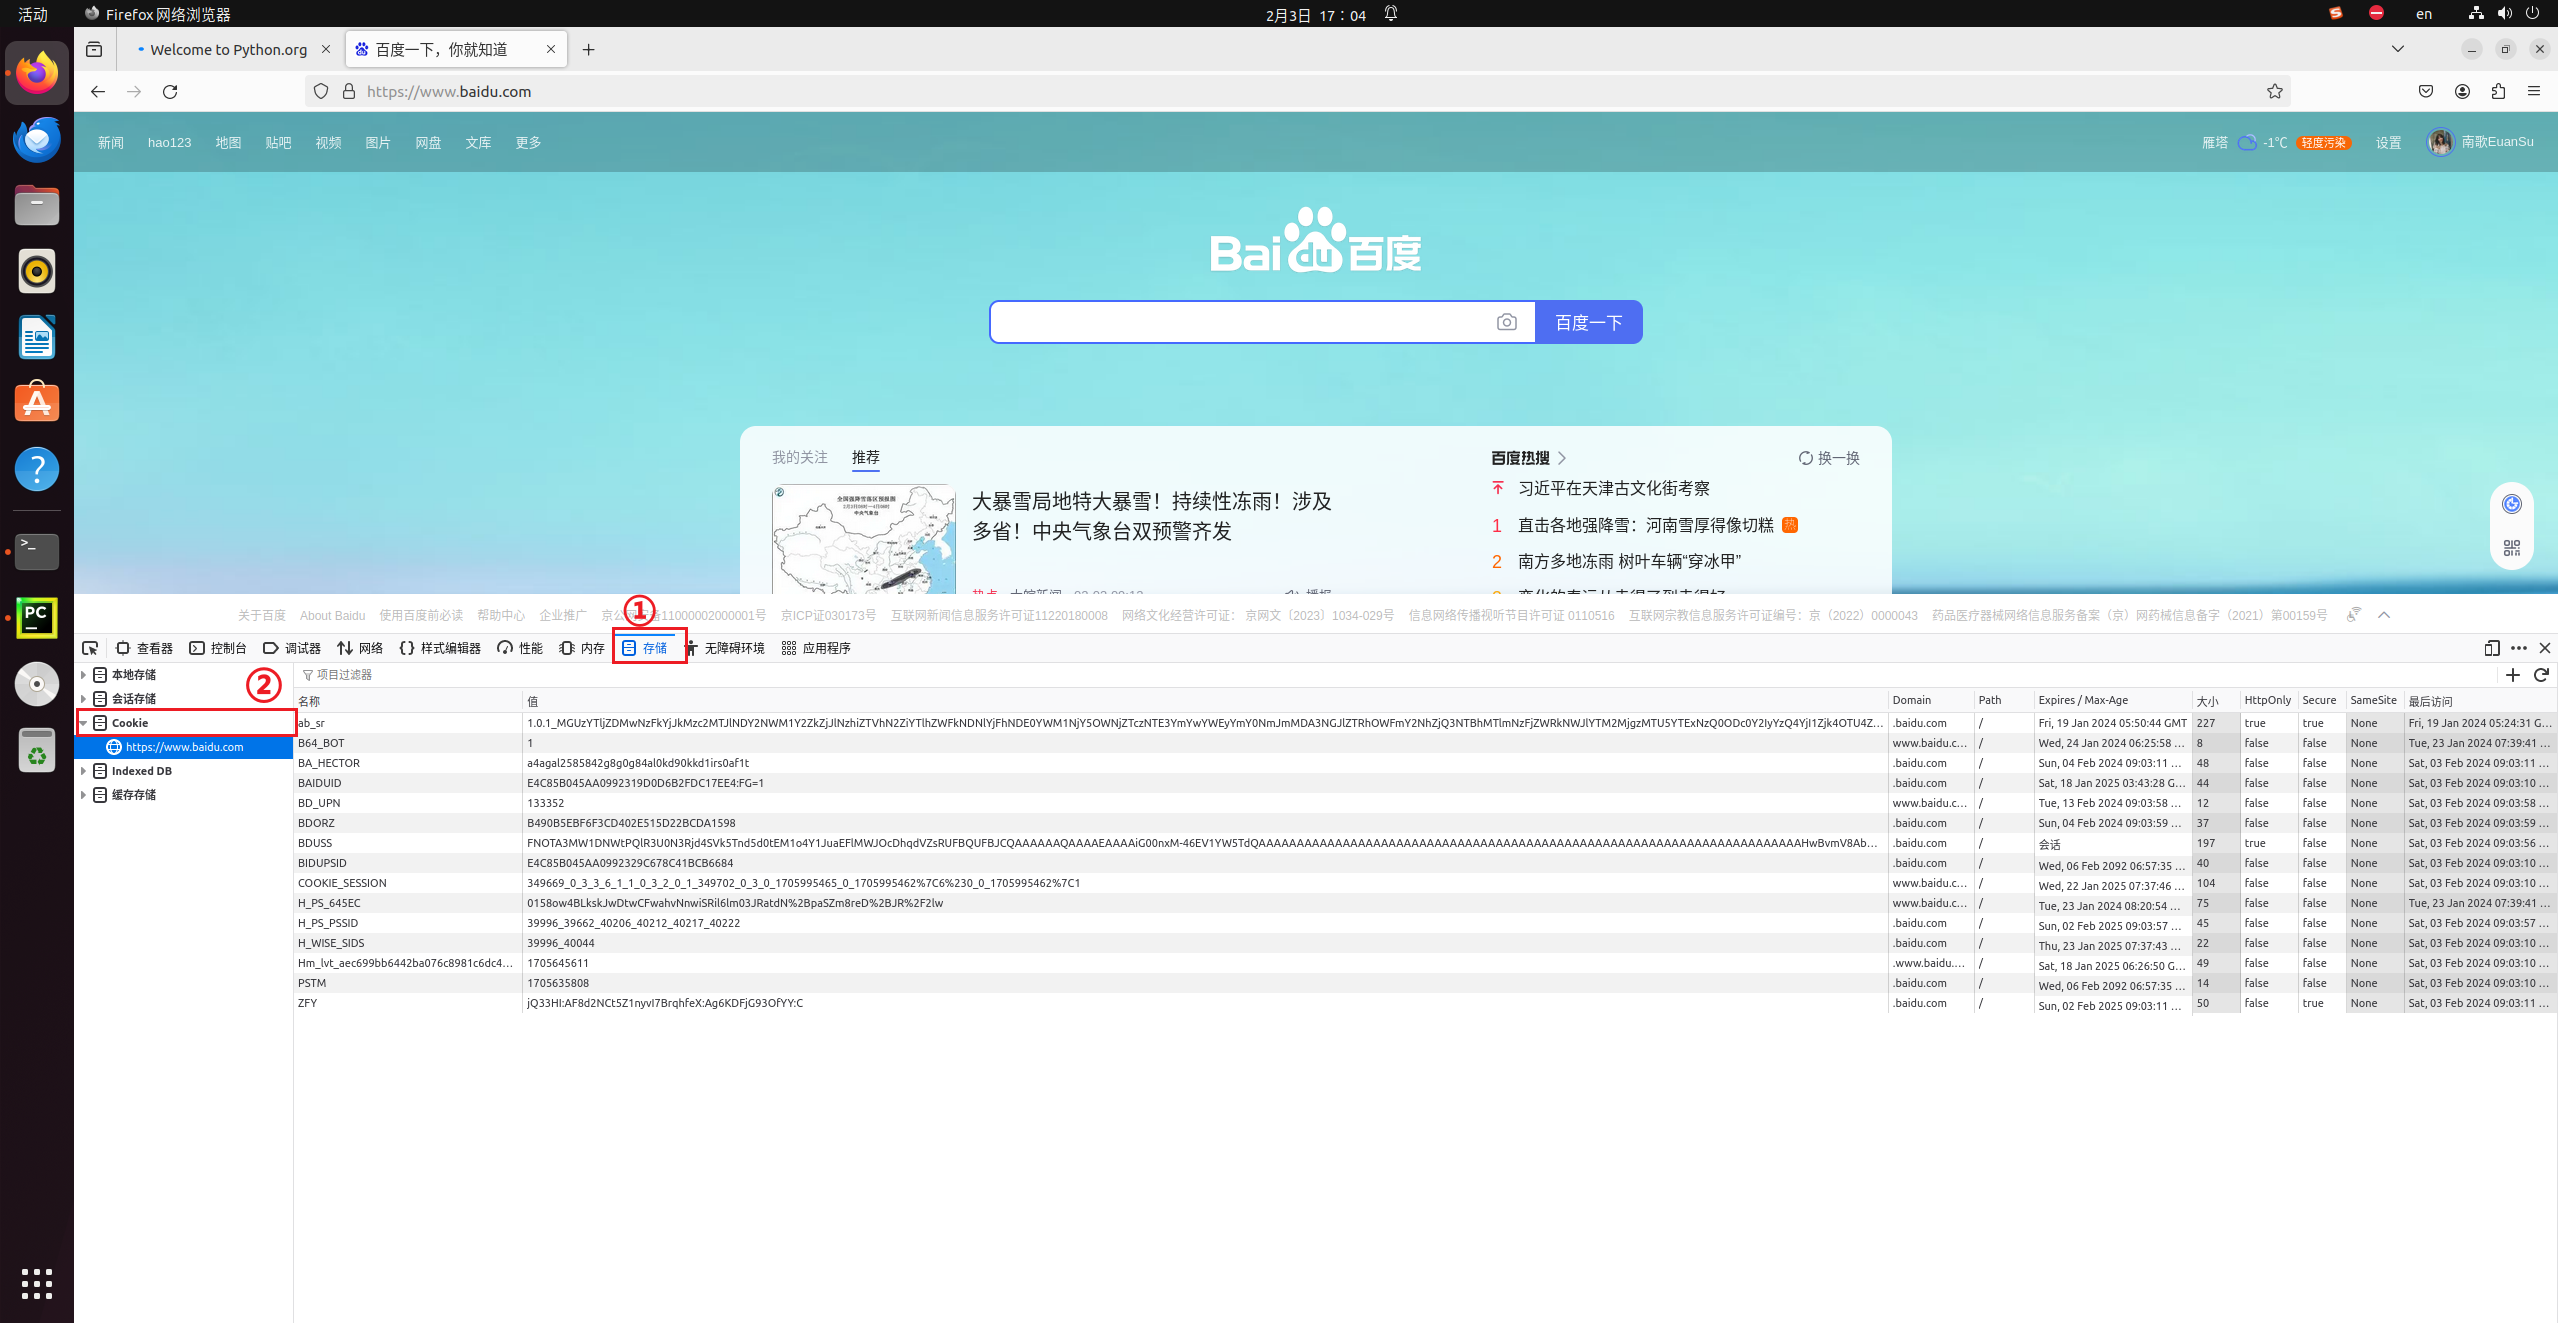 活动 Firefox 网络浏览器 2月3日 17：04 en
Welcome to Python.org 百度一下，你就知道
https://www.baidu.com
新闻 hao123 地图 贴吧 视频 图片 网盘 文库 更多 雁塔 -1℃ 轻度污染 设置 南歌EuanSu
Bai du 百度
百度一下
我的关注 推荐 百度热搜 换一换
全国强降雪落区预报图
中央气象台
大暴雪局地特大暴雪！持续性冻雨！涉及
多省！中央气象台双预警齐发
习近平在天津古文化街考察
1 直击各地强降雪：河南雪厚得像切糕 热
2 南方多地冻雨 树叶车辆“穿冰甲”
关于百度 About Baidu 使用百度前必读 帮助中心 企业推广 京公网安备11000002000001号 京ICP证030173号 互联网新闻信息服务许可证11220180008 网络文化经营许可证： 京网文〔2023〕1034-029号 信息网络传播视听节目许可证 0110516 互联网宗教信息服务许可证编号：京（2022）0000043 药品医疗器械网络信息服务备案（京）网药械信息备字（2021）第00159号
①
查看器 控制台 调试器 网络 样式编辑器 性能 内存 存储 无障碍环境 应用程序
②
本地存储
会话存储
Cookie
https://www.baidu.com
Indexed DB
缓存存储
项目过滤器
名称 值 Domain Path Expires / Max-Age 大小 HttpOnly Secure SameSite 最后访问
ab_sr .baidu.com / Fri, 19 Jan 2024 05:50:44 GMT 227 true true None Fri, 19 Jan 2024 05:24:31 G...
B64_BOT 1 www.baidu.c... / Wed, 24 Jan 2024 06:25:58 ... 8 false false None Tue, 23 Jan 2024 07:39:41 ...
BA_HECTOR a4agal2585842g8g0g84al0kd90kkd1irs0af1t .baidu.com / Sun, 04 Feb 2024 09:03:11 ... 48 false false None Sat, 03 Feb 2024 09:03:11 ...
BAIDUID E4C85B045AA0992319D0D6B2FDC17EE4:FG=1 .baidu.com / Sat, 18 Jan 2025 03:43:28 G... 44 false false None Sat, 03 Feb 2024 09:03:10 ...
BD_UPN 133352 www.baidu.c... / Tue, 13 Feb 2024 09:03:58 ... 12 false false None Sat, 03 Feb 2024 09:03:58 ...
BDORZ B490B5EBF6F3CD402E515D22BCDA1598 .baidu.com / Sun, 04 Feb 2024 09:03:59 ... 37 false false None Sat, 03 Feb 2024 09:03:59 ...
BDUSS .baidu.com / 会话 197 true false None Sat, 03 Feb 2024 09:03:56 ...
BIDUPSID E4C85B045AA0992329C678C41BCB6684 .baidu.com / Wed, 06 Feb 2092 06:57:35 ... 40 false false None Sat, 03 Feb 2024 09:03:10 ...
COOKIE_SESSION 349669_0_3_3_6_1_1_0_3_2_0_1_349702_0_3_0_1705995465_0_1705995462%7C6%230_0_1705995462%7C1 www.baidu.c... / Wed, 22 Jan 2025 07:37:46 ... 104 false false None Sat, 03 Feb 2024 09:03:10 ...
H_PS_645EC 0158ow4BLkskJwDtwCFwahvNnwiSRil6lm03JRatdN%2BpaSZm8reD%2BJR%2F2lw www.baidu.c... / Tue, 23 Jan 2024 08:20:54 ... 75 false false None Tue, 23 Jan 2024 07:39:41 ...
H_PS_PSSID 39996_39662_40206_40212_40217_40222 .baidu.com / Sun, 02 Feb 2025 09:03:57 ... 45 false false None Sat, 03 Feb 2024 09:03:57 ...
H_WISE_SIDS 39996_40044 .baidu.com / Thu, 23 Jan 2025 07:37:43 ... 22 false false None Sat, 03 Feb 2024 09:03:10 ...
Hm_lvt_aec699bb6442ba076c8981c6dc4... 1705645611 .www.baidu.... / Sat, 18 Jan 2025 06:26:50 G... 49 false false None Sat, 03 Feb 2024 09:03:10 ...
PSTM 1705635808 .baidu.com / Wed, 06 Feb 2092 06:57:35 ... 14 false false None Sat, 03 Feb 2024 09:03:10 ...
ZFY jQ33HI:AF8d2NCt5Z1nyvI7BrqhfeX:Ag6KDFjG93OfYY:C .baidu.com / Sun, 02 Feb 2025 09:03:11 ... 50 false true None Sat, 03 Feb 2024 09:03:11 ...